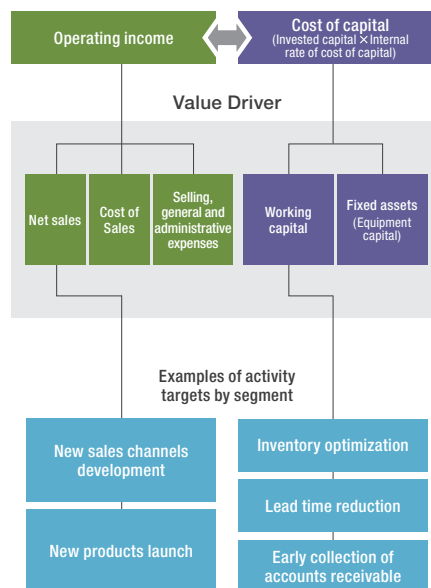 Operating income
Cost of capital
(Invested capital × Internal
rate of cost of capital)
Value Driver
Net sales
Cost of
Sales
Selling,
general and
administrative
expenses
Working
capital
Fixed assets
(Equipment
capital)
Examples of activity
targets by segment
New sales channels
development
New products launch
Inventory optimization
Lead time reduction
Early collection of
accounts receivable